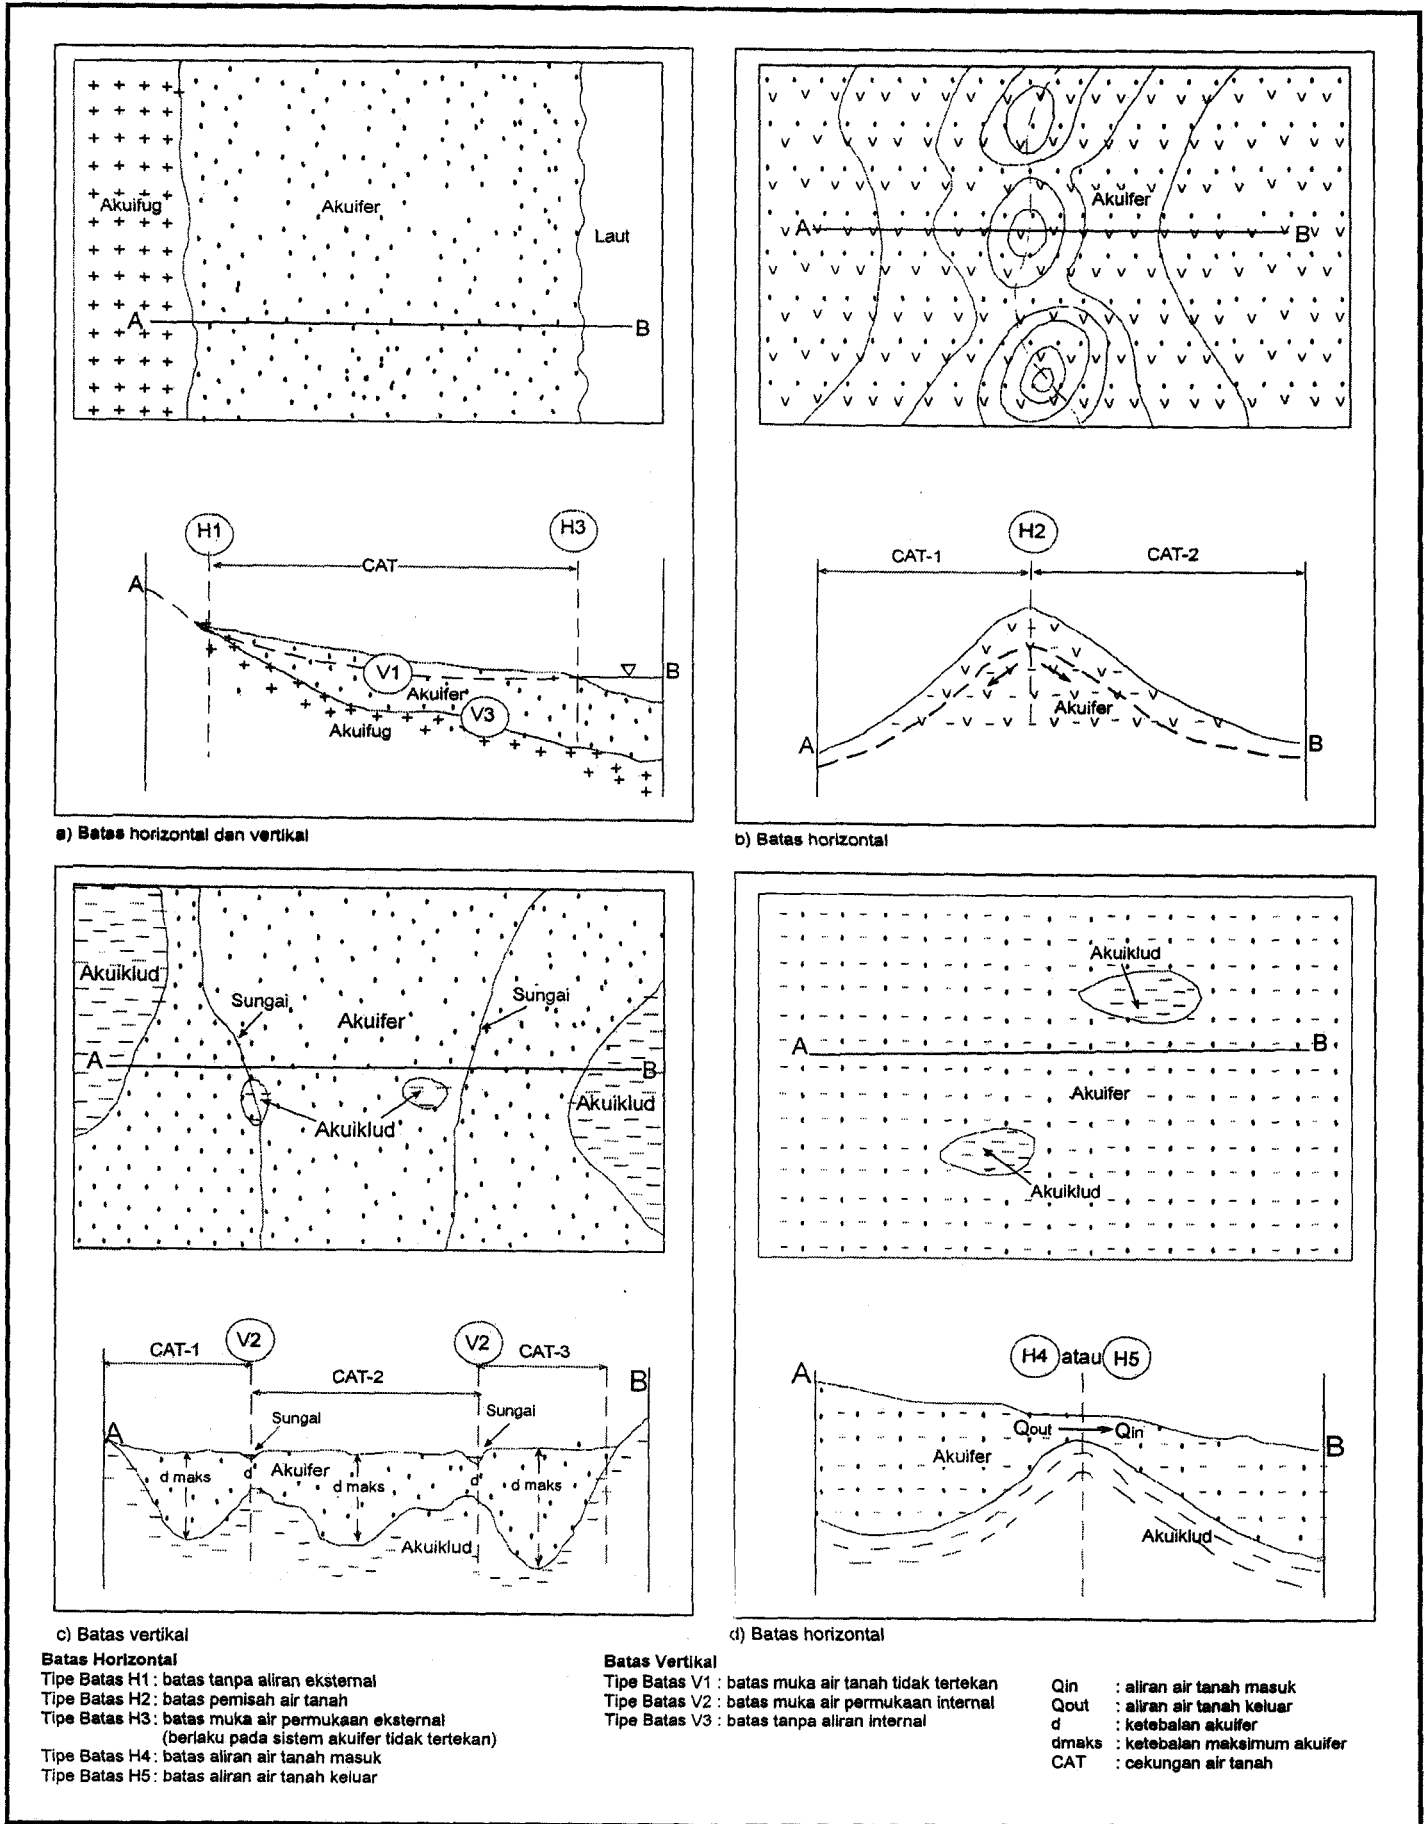 Akuifug
Akuifer
Laut
A
B
H1
H3
CAT
A
V1
B
Akuifer
V3
Akuifug
a) Batas horizontal dan vertikal
Akuifer
A
B
H2
CAT-1
CAT-2
Akuifer
A
B
b) Batas horizontal
Akuiklud
Sungai
Sungai
Akuifer
A
B
Akuiklud
Akuiklud
V2
V2
CAT-1
CAT-3
CAT-2
B
Sungai
Sungai
A
d maks
d
Akuifer
d maks
d
d maks
Akuiklud
c) Batas vertikal
Akuiklud
A
B
Akuifer
Akuiklud
H4 atau H5
A
Qout
Qin
Akuifer
B
Akuiklud
d) Batas horizontal
Batas Horizontal
Tipe Batas H1 : batas tanpa aliran eksternal
Tipe Batas H2 : batas pemisah air tanah
Tipe Batas H3 : batas muka air permukaan eksternal
(berlaku pada sistem akuifer tidak tertekan)
Tipe Batas H4 : batas aliran air tanah masuk
Tipe Batas H5 : batas aliran air tanah keluar
Batas Vertikal
Tipe Batas V1 : batas muka air tanah tidak tertekan
Tipe Batas V2 : batas muka air permukaan internal
Tipe Batas V3 : batas tanpa aliran internal
Qin : aliran air tanah masuk
Qout : aliran air tanah keluar
d : ketebalan akuifer
dmaks : ketebalan maksimum akuifer
CAT : cekungan air tanah